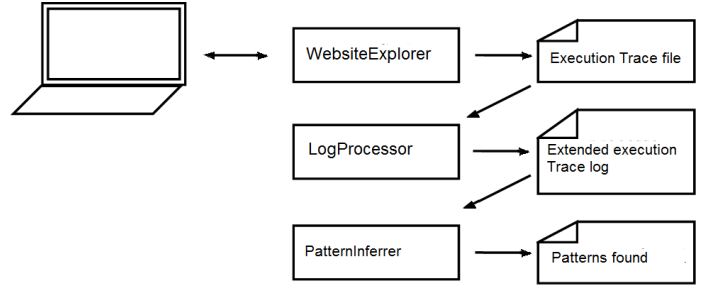 WebsiteExplorer
Execution Trace file
LogProcessor
Extended execution
Trace log
PatternInferrer
Patterns found